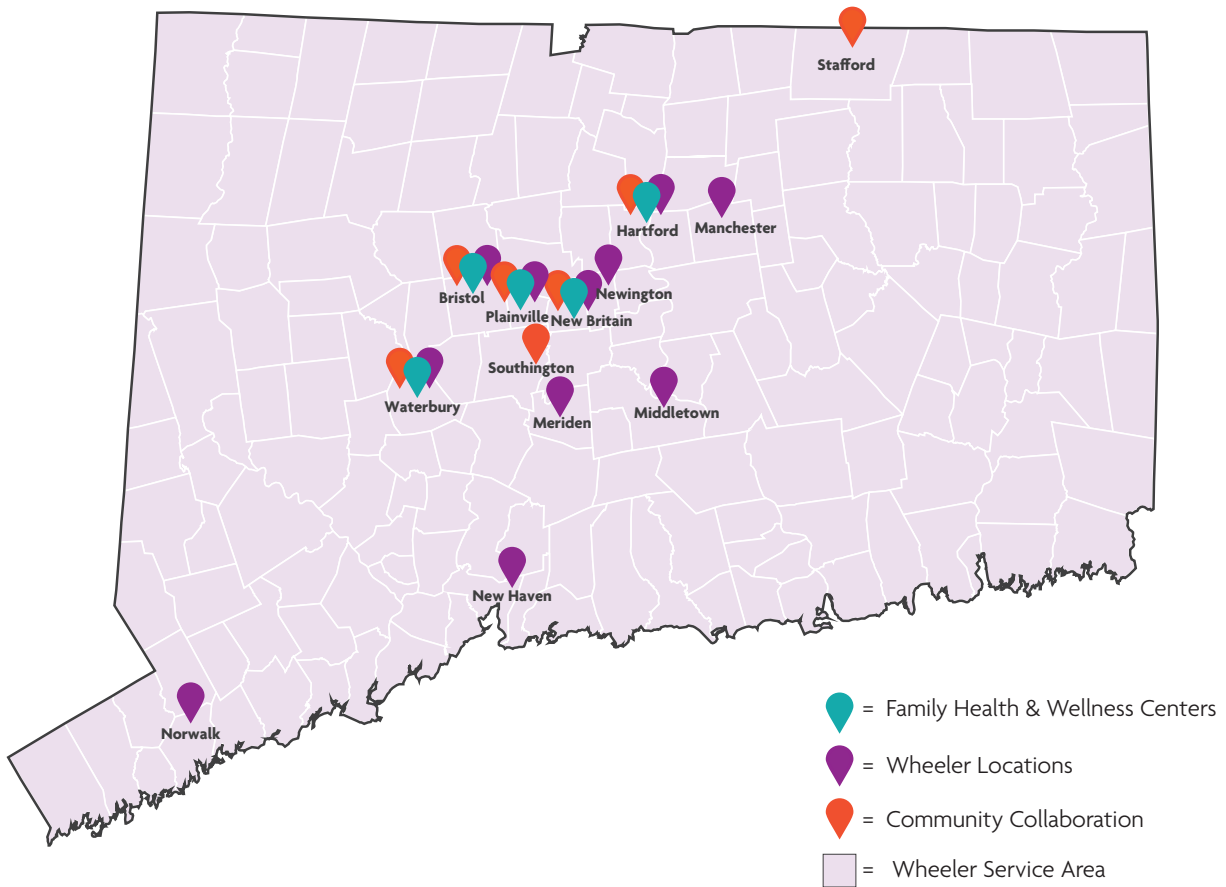 Stafford
Hartford
Manchester
Bristol
Newington
Plainville
New Britain
Southington
Waterbury
Meriden
Middletown
New Haven
Norwalk
= Family Health & Wellness Centers
= Wheeler Locations
= Community Collaboration
= Wheeler Service Area